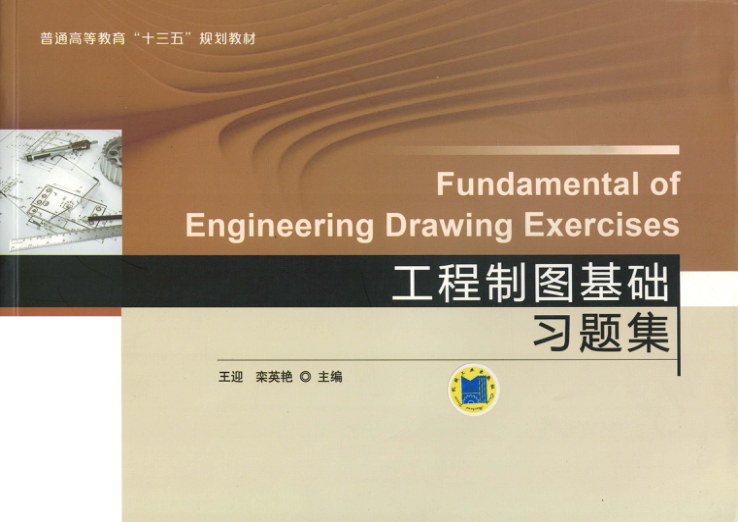 普通高等教育“十三五”规划教材
Fundamental of
Engineering Drawing Exercises
工程制图基础
习题集
王迎 栾英艳 ◎ 主编